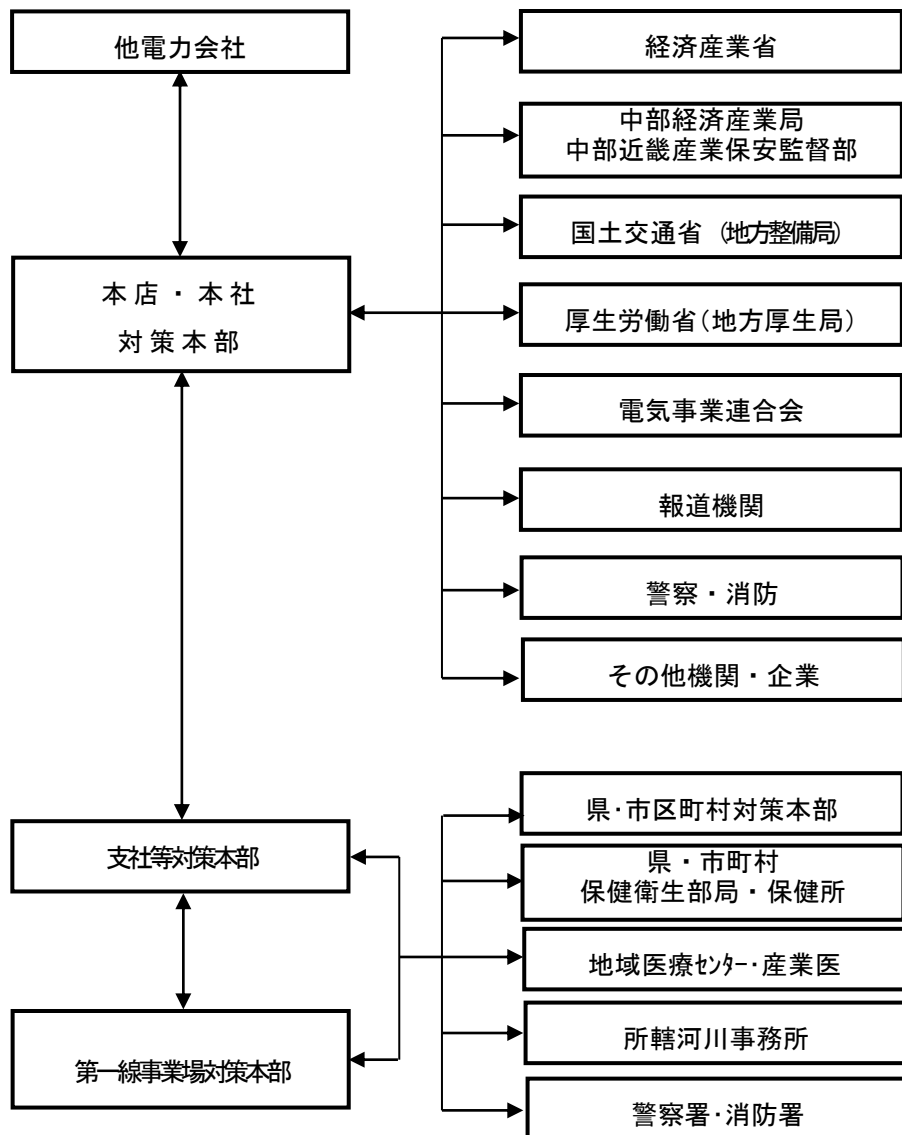 他電力会社
経済産業省
中部経済産業局
中部近畿産業保安監督部
国土交通省（地方整備局）
本店・本社
対策本部
厚生労働省（地方厚生局）
電気事業連合会
報道機関
警察・消防
その他機関・企業
県･市区町村対策本部
支社等対策本部
県・市町村
保健衛生部局・保健所
地域医療ｾﾝﾀｰ･産業医
所轄河川事務所
第一線事業場対策本部
警察署･消防署